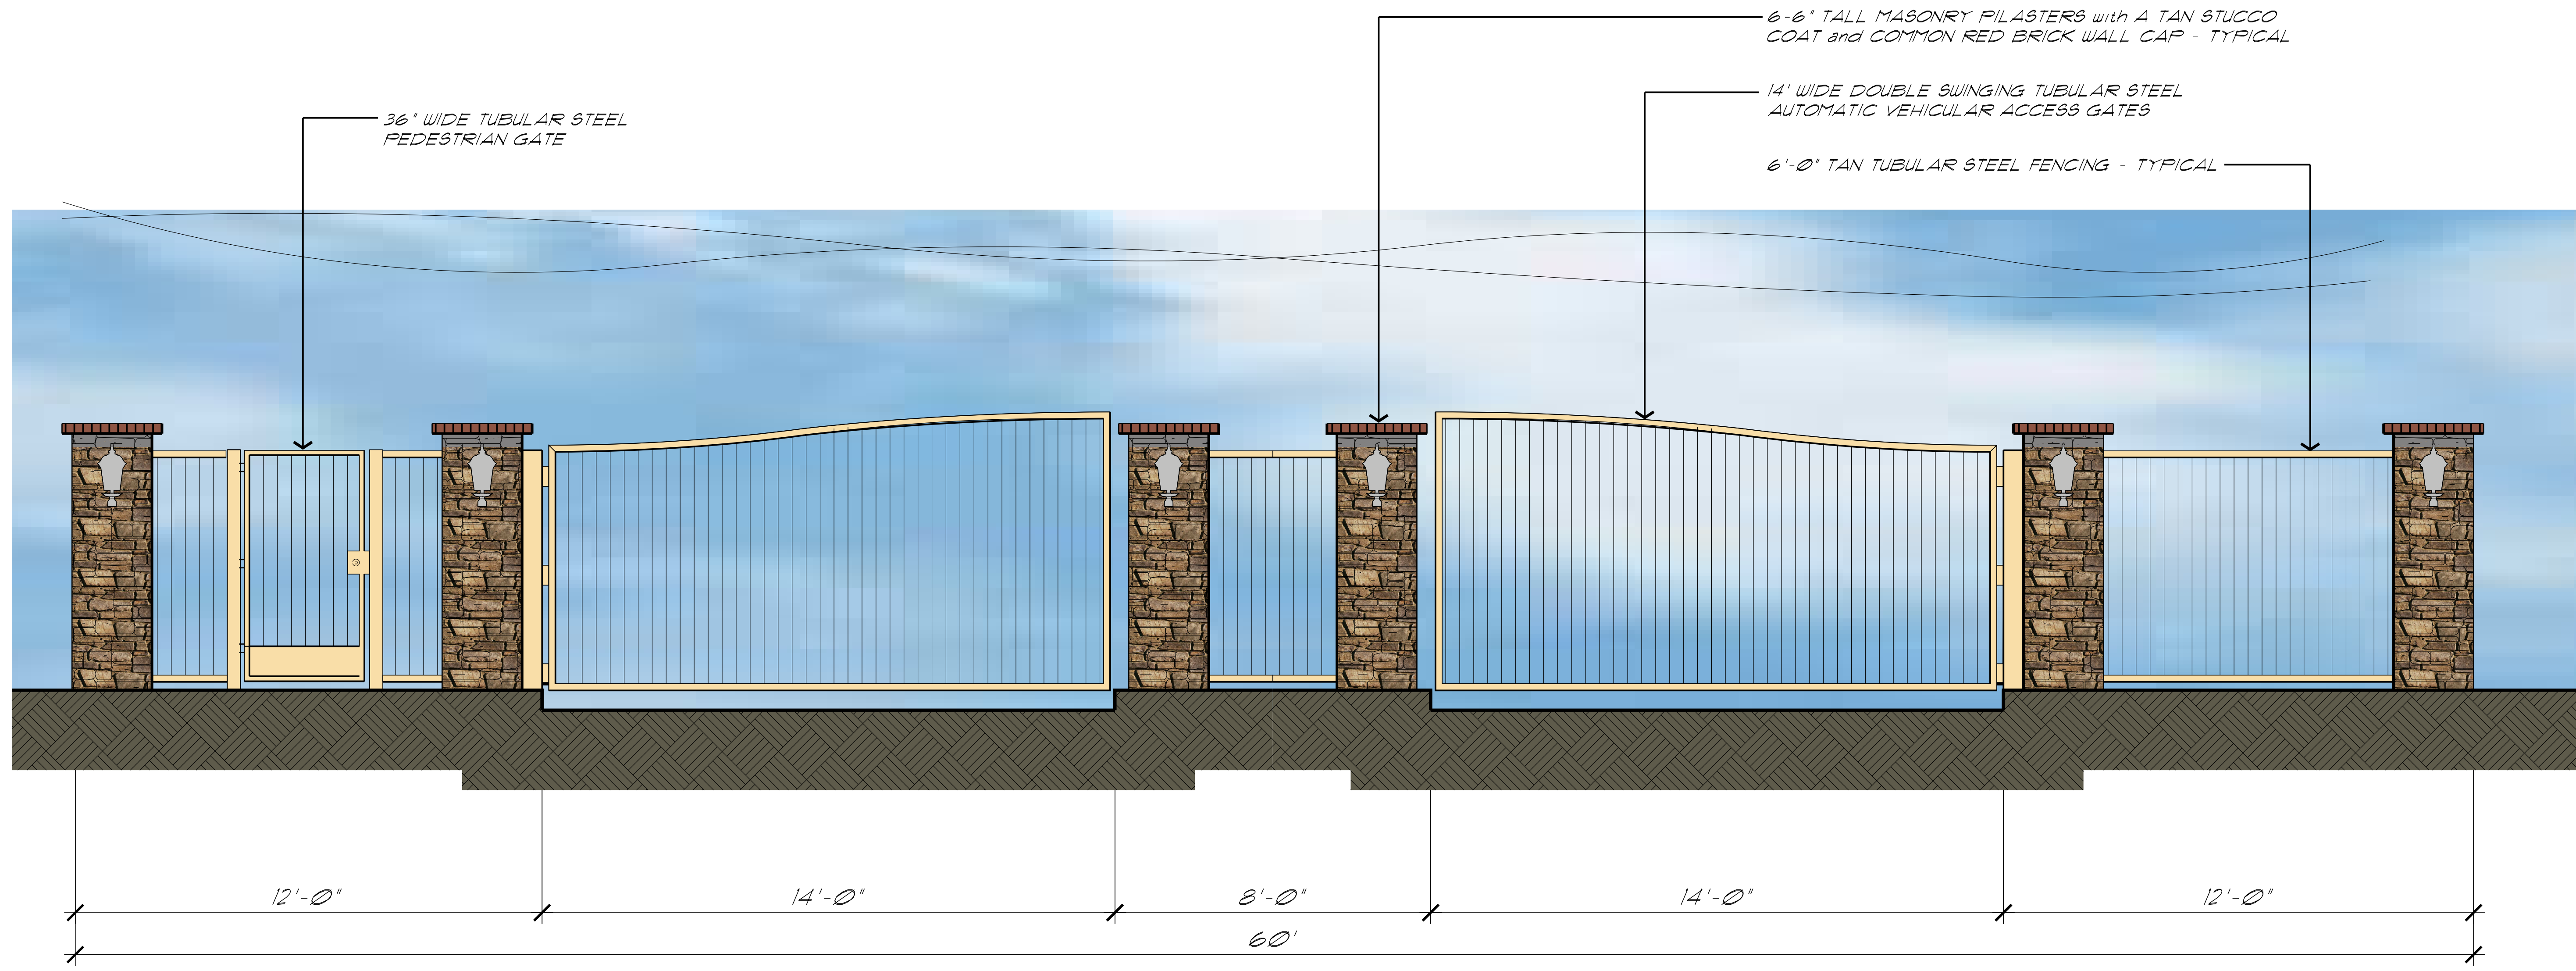 6-6" TALL MASONRY PILASTERS with A TAN STUCCO
COAT and COMMON RED BRICK WALL CAP - TYPICAL
14' WIDE DOUBLE SWINGING TUBULAR STEEL
AUTOMATIC VEHICULAR ACCESS GATES
36" WIDE TUBULAR STEEL
PEDESTRIAN GATE
6'-0" TAN TUBULAR STEEL FENCING - TYPICAL
12'-0"
14'-0"
8'-0"
14'-0"
12'-0"
60'